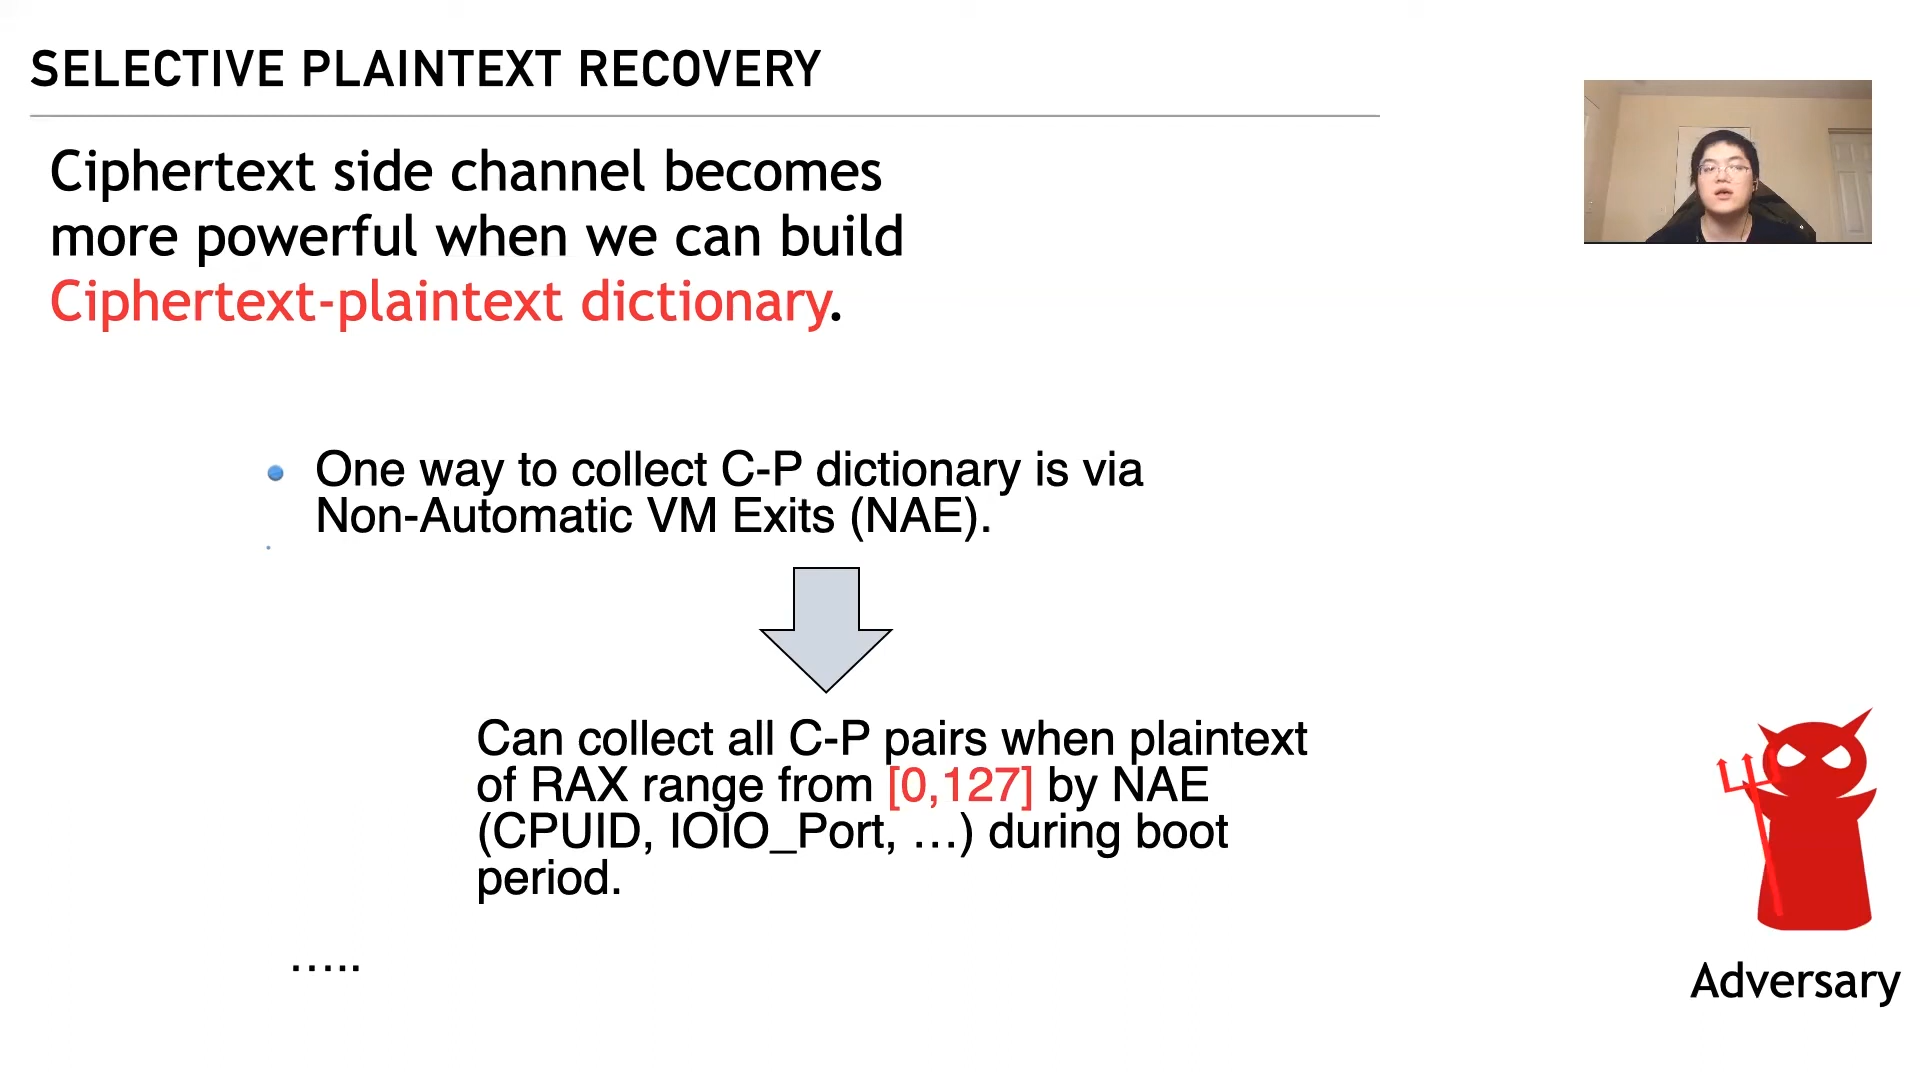 SELECTIVE PLAINTEXT RECOVERY
Ciphertext side channel becomes
more powerful when we can build
Ciphertext-plaintext dictionary.
One way to collect C-P dictionary is via
Non-Automatic VM Exits (NAE).
Can collect all C-P pairs when plaintext
of RAX range from [0,127] by NAE
(CPUID, IOIO_Port, …) during boot
period.
…..
Adversary